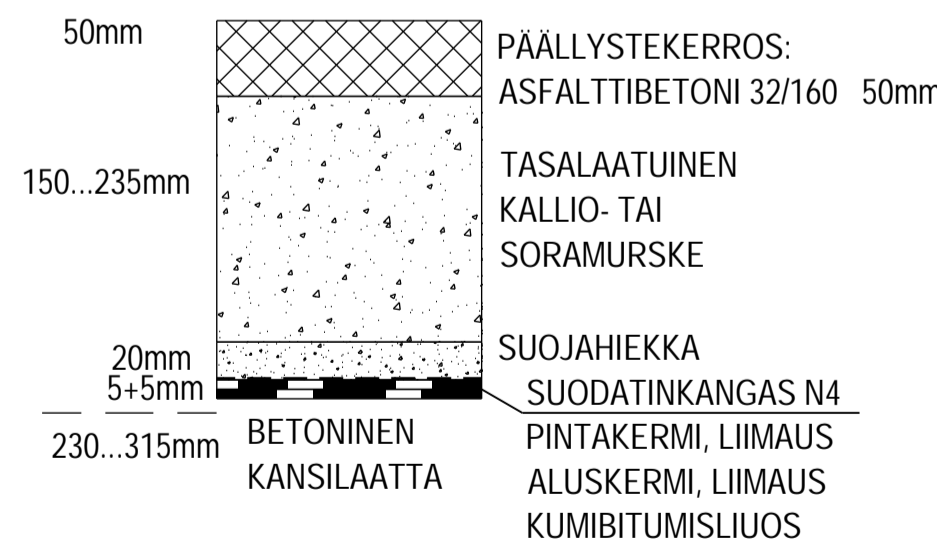 50mm
PÄÄLLYSTEKERROS:
ASFALTTIBETONI 32/160 50mm
150...235mm
TASALAATUINEN
KALLIO- TAI
SORAMURSKE
20mm
SUOJAHIEKKA
5+5mm
SUODATINKANGAS N4
230...315mm
BETONINEN
KANSILAATTA
PINTAKERMI, LIIMAUS
ALUSKERMI, LIIMAUS
KUMIBITUMISLIUOS